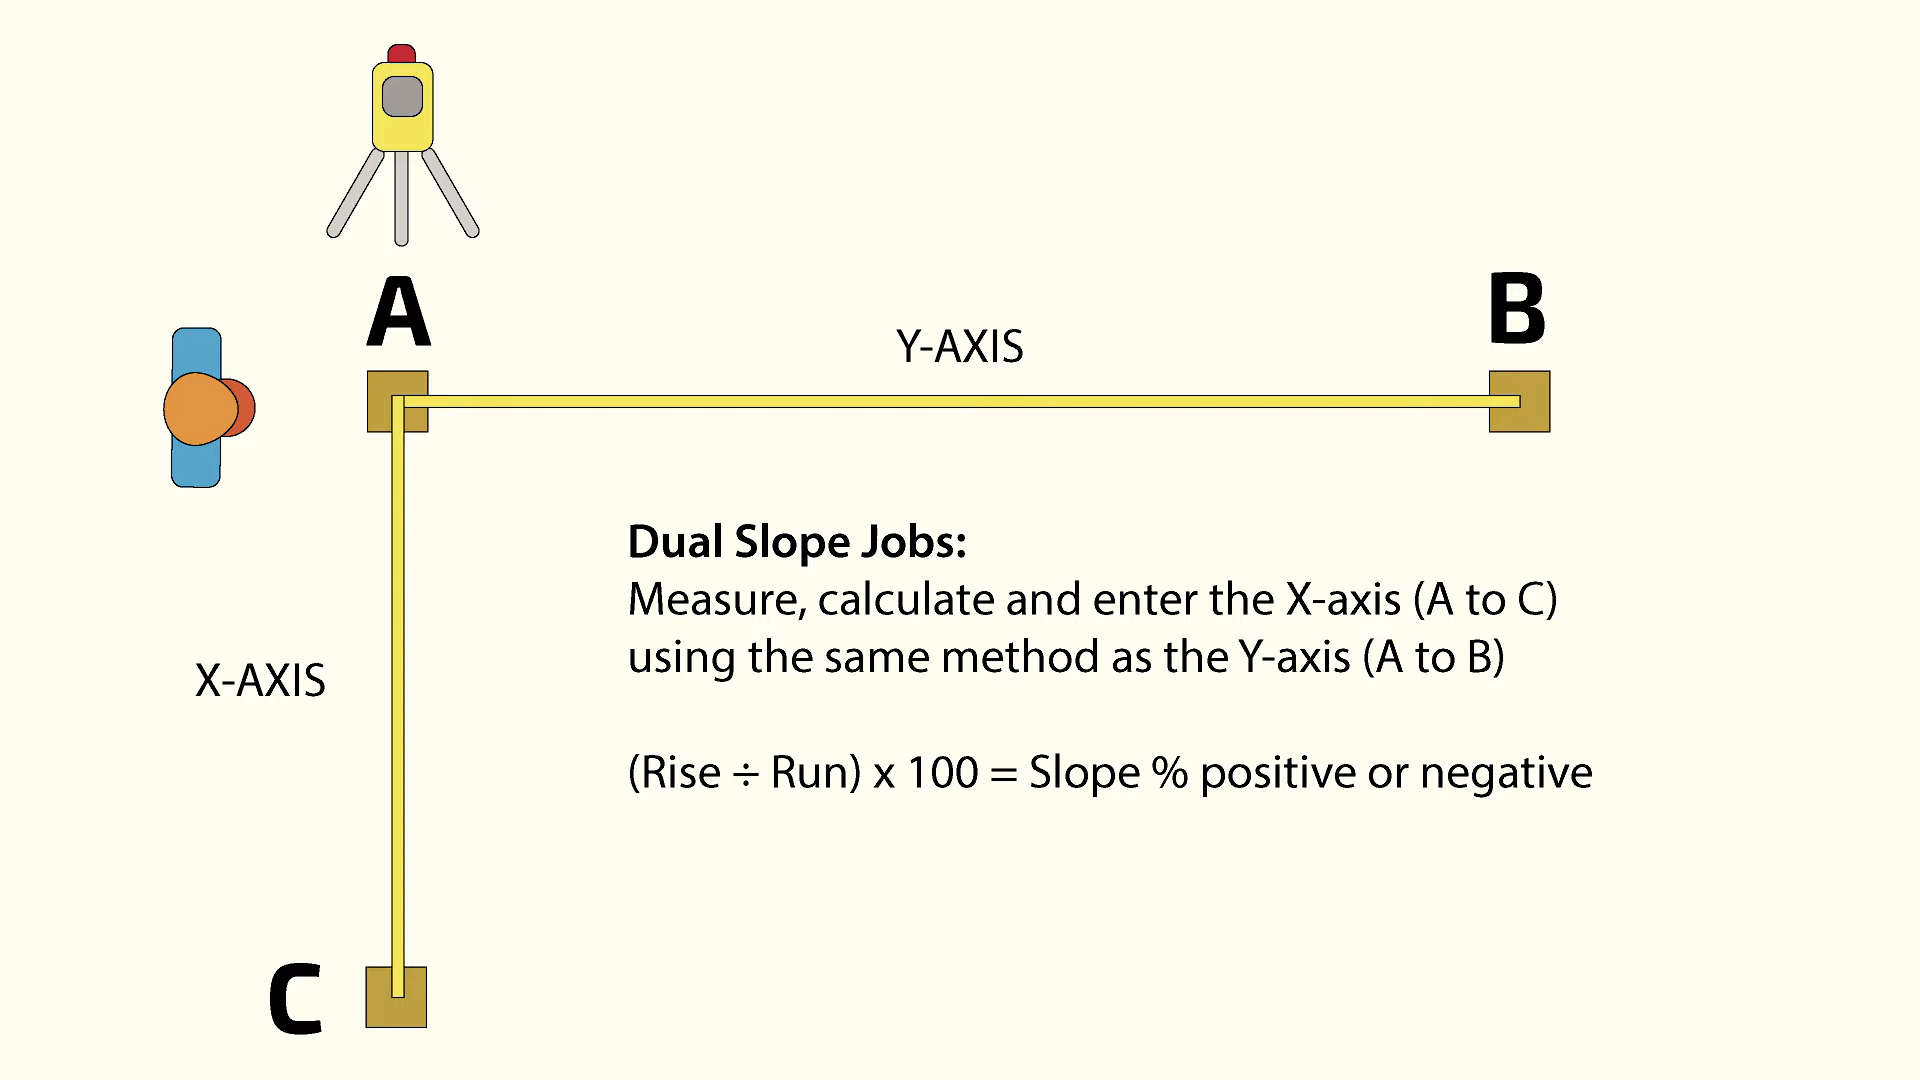 A
B
Y-AXIS
Dual Slope Jobs:
Measure, calculate and enter the X-axis (A to C)
using the same method as the Y-axis (A to B)
X-AXIS
(Rise ÷ Run) x 100 = Slope % positive or negative
C